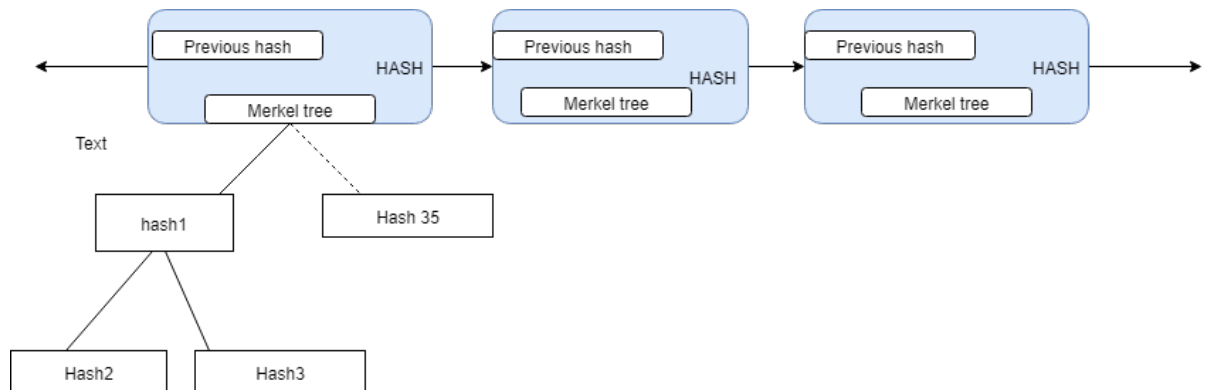 Previous hash
HASH
Merkel tree
Previous hash
HASH
Merkel tree
Previous hash
HASH
Merkel tree
Text
hash1
Hash 35
Hash2
Hash3